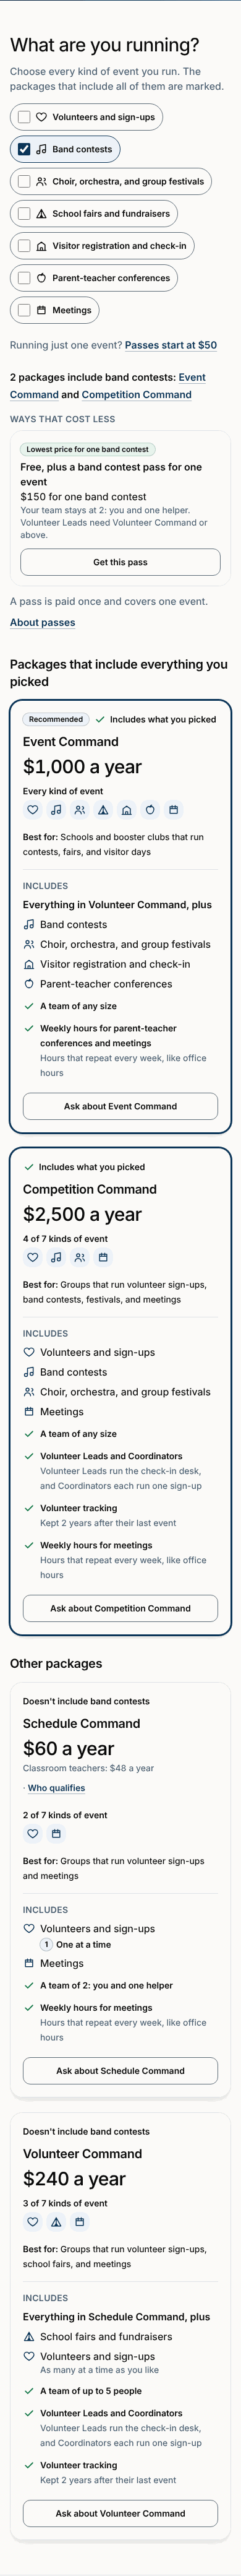 What are you running?
Choose every kind of event you run. The
packages that include all of them are marked.
Volunteers and sign-ups
Band contests
Choir, orchestra, and group festivals
School fairs and fundraisers
Visitor registration and check-in
Parent-teacher conferences
Meetings
Running just one event? Passes start at $50
2 packages include band contests: Event
Command and Competition Command
WAYS THAT COST LESS
Lowest price for one band contest
Free, plus a band contest pass for one
event
$150 for one band contest
Your team stays at 2: you and one helper.
Volunteer Leads need Volunteer Command or
above.
Get this pass
A pass is paid once and covers one event.
About passes
Packages that include everything you
picked
Recommended Includes what you picked
Event Command
$1,000 a year
Every kind of event
Best for: Schools and booster clubs that run
contests, fairs, and visitor days
INCLUDES
Everything in Volunteer Command, plus
Band contests
Choir, orchestra, and group festivals
Visitor registration and check-in
Parent-teacher conferences
A team of any size
Weekly hours for parent-teacher
conferences and meetings
Hours that repeat every week, like office
hours
Ask about Event Command
Includes what you picked
Competition Command
$2,500 a year
4 of 7 kinds of event
Best for: Groups that run volunteer sign-ups,
band contests, festivals, and meetings
INCLUDES
Volunteers and sign-ups
Band contests
Choir, orchestra, and group festivals
Meetings
A team of any size
Volunteer Leads and Coordinators
Volunteer Leads run the check-in desk,
and Coordinators each run one sign-up
Volunteer tracking
Kept 2 years after their last event
Weekly hours for meetings
Hours that repeat every week, like office
hours
Ask about Competition Command
Other packages
Doesn't include band contests
Schedule Command
$60 a year
Classroom teachers: $48 a year
· Who qualifies
2 of 7 kinds of event
Best for: Groups that run volunteer sign-ups
and meetings
INCLUDES
Volunteers and sign-ups
1 One at a time
Meetings
A team of 2: you and one helper
Weekly hours for meetings
Hours that repeat every week, like office
hours
Ask about Schedule Command
Doesn't include band contests
Volunteer Command
$240 a year
3 of 7 kinds of event
Best for: Groups that run volunteer sign-ups,
school fairs, and meetings
INCLUDES
Everything in Schedule Command, plus
School fairs and fundraisers
Volunteers and sign-ups
As many at a time as you like
A team of up to 5 people
Volunteer Leads and Coordinators
Volunteer Leads run the check-in desk,
and Coordinators each run one sign-up
Volunteer tracking
Kept 2 years after their last event
Ask about Volunteer Command